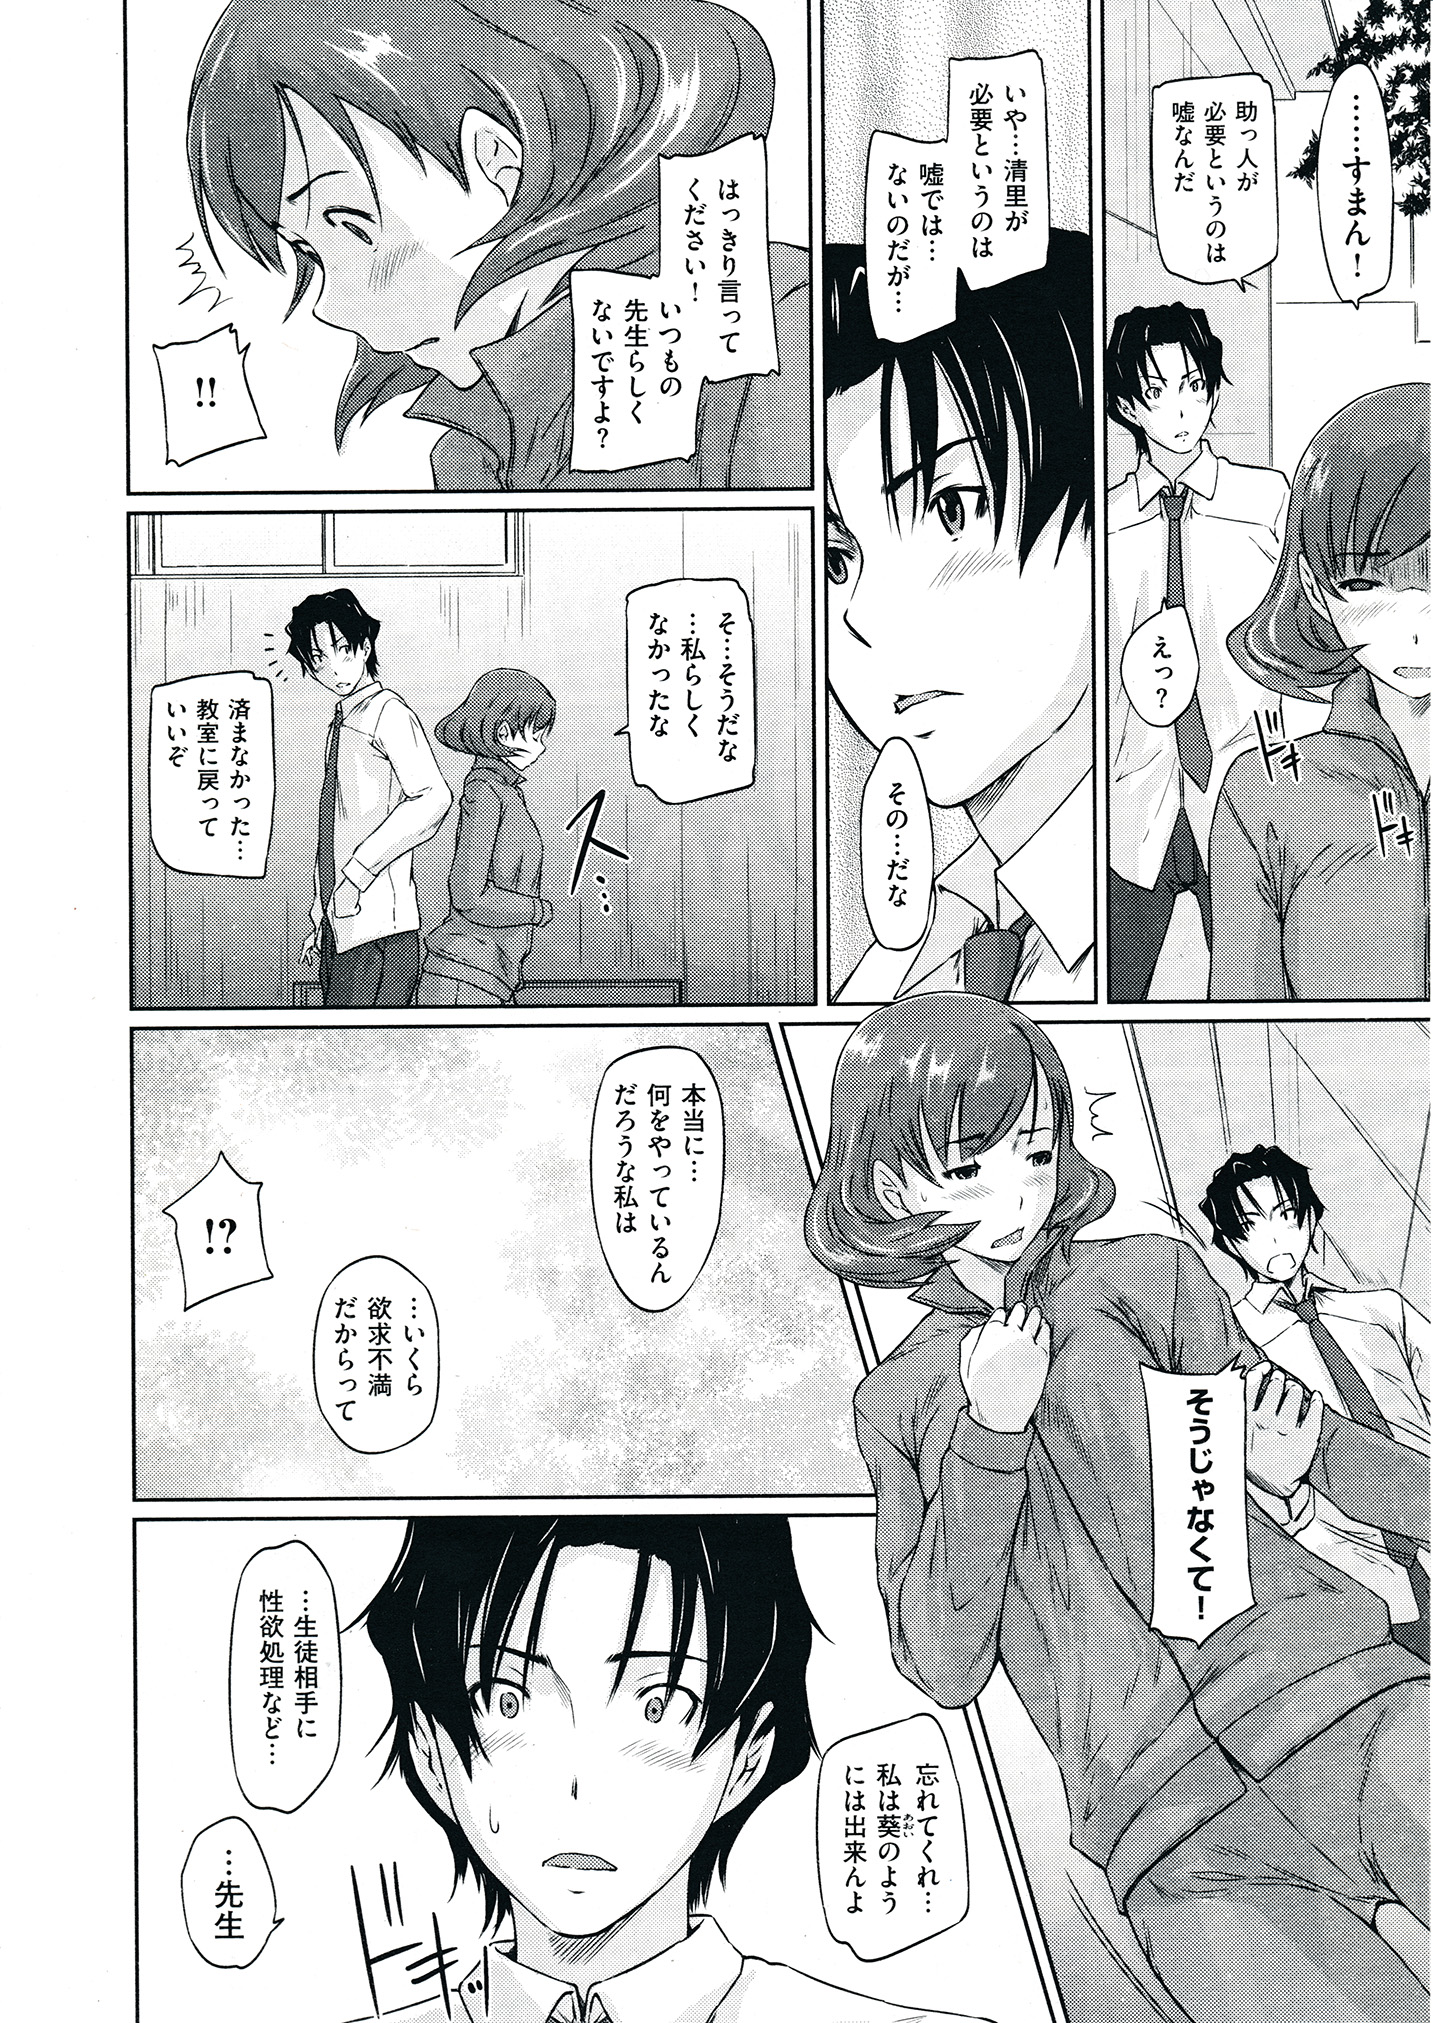 ……すまん！
助っ人が
必要というのは
嘘なんだ
えっ？
ドキ
ドキ
いや…清里が
必要というのは
嘘では…
ないのだが…
その…だな
はっきり言って
ください！
いつもの
先生らしく
ないですよ？
!!
そ…そうだな
…私らしく
なかったな
ス…
済まなかった…
教室に戻って
いいぞ
そうじゃなくて！
本当に…
何をやっているん
だろうな私は
…いくら
欲求不満
だからって
!?
忘れてくれ…
私は葵のよう
あおい
には出来んよ
…生徒相手に
性欲処理など…
ドキッ
…先生